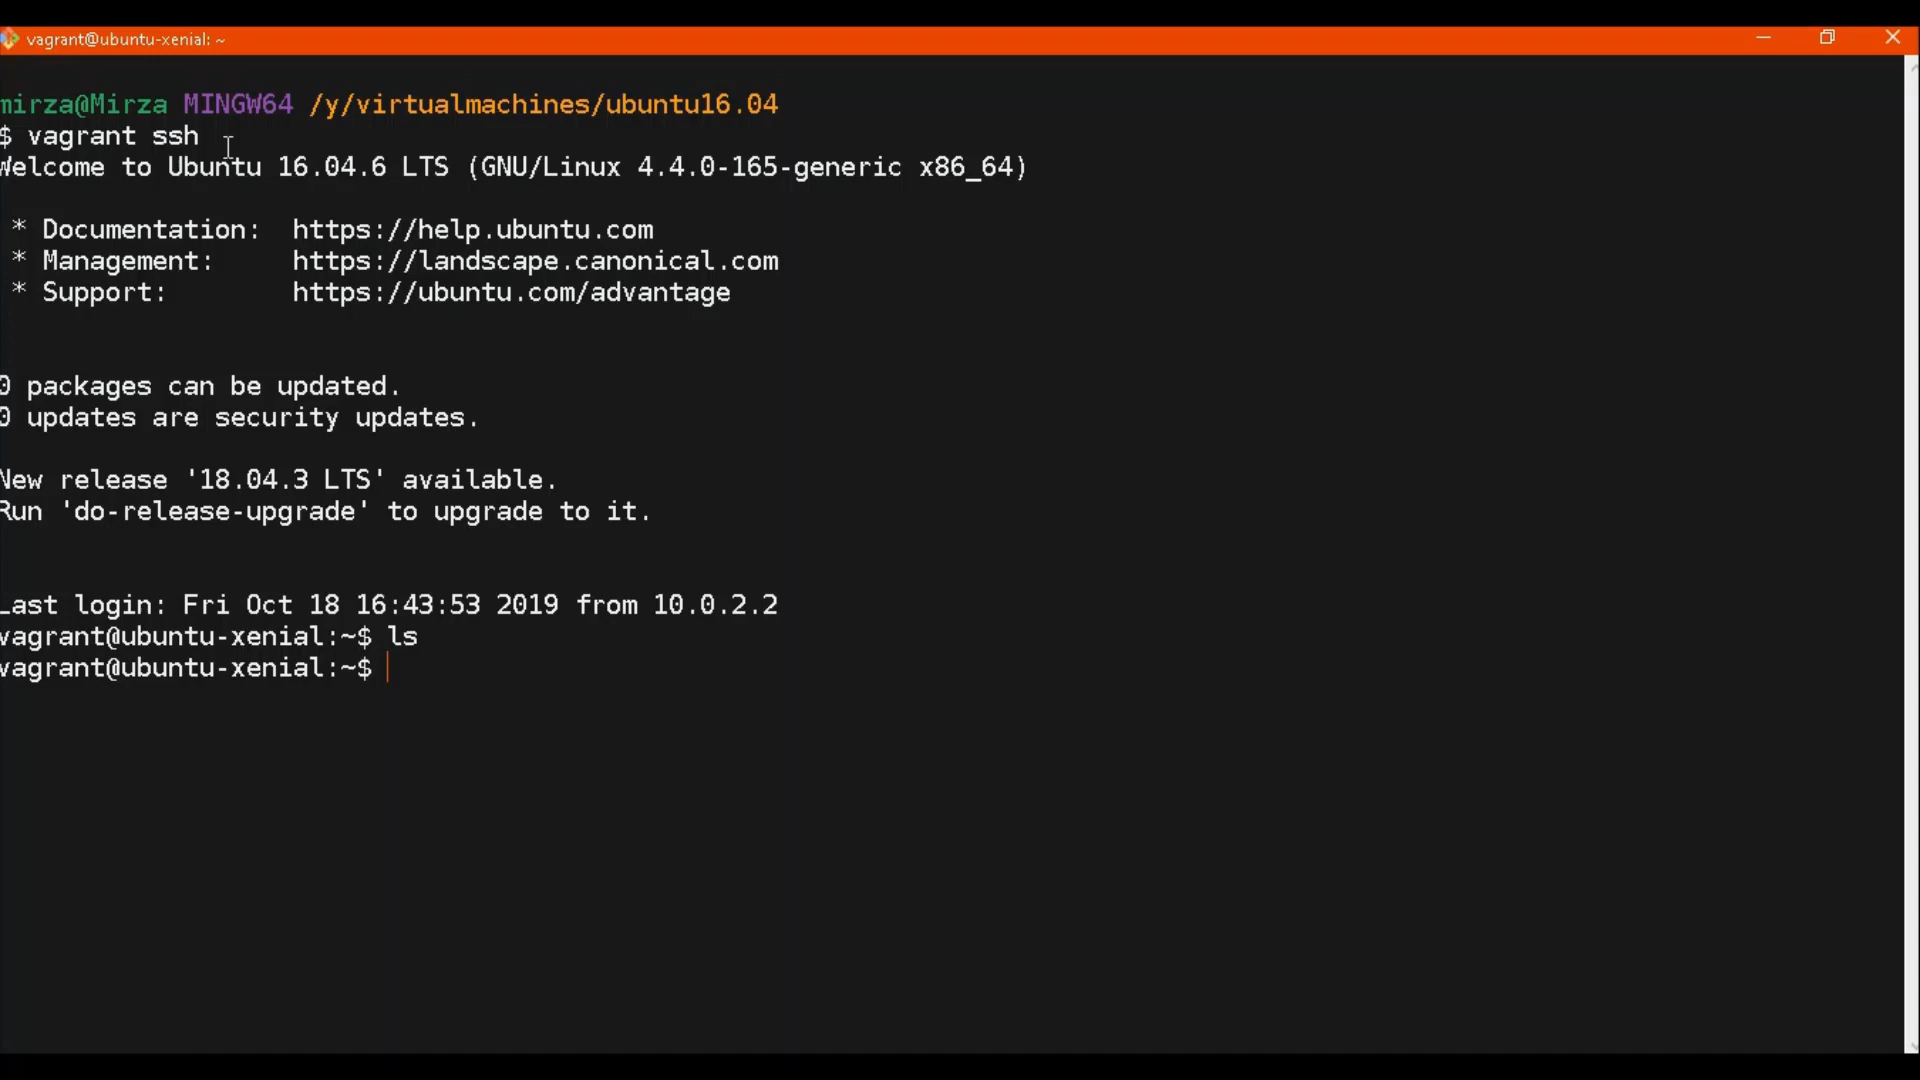 vagrant@ubuntu-xenial: ~
mirza@Mirza MINGW64 /y/virtualmachines/ubuntu16.04
$ vagrant ssh
Welcome to Ubuntu 16.04.6 LTS (GNU/Linux 4.4.0-165-generic x86_64)
* Documentation:  https://help.ubuntu.com
* Management:     https://landscape.canonical.com
* Support:        https://ubuntu.com/advantage
0 packages can be updated.
0 updates are security updates.
New release '18.04.3 LTS' available.
Run 'do-release-upgrade' to upgrade to it.
Last login: Fri Oct 18 16:43:53 2019 from 10.0.2.2
vagrant@ubuntu-xenial:~$ ls
vagrant@ubuntu-xenial:~$